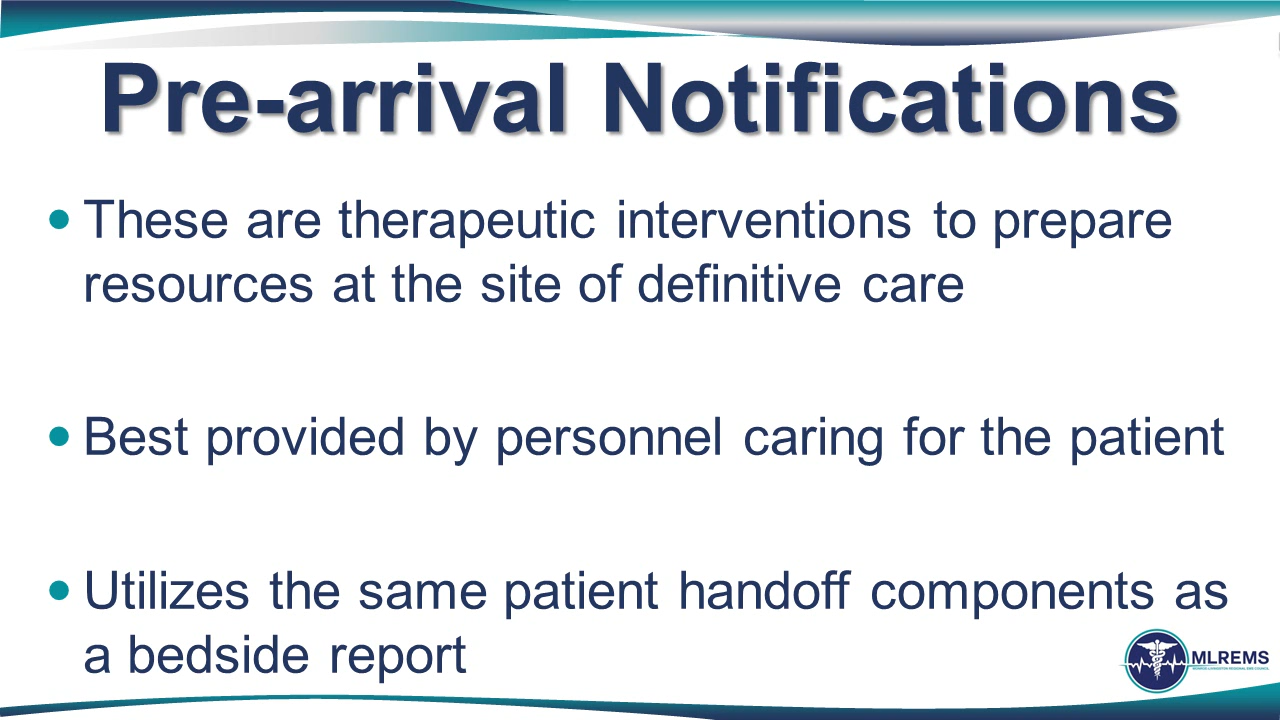 Pre-arrival Notifications
These are therapeutic interventions to prepare
resources at the site of definitive care
Best provided by personnel caring for the patient
Utilizes the same patient handoff components as
a bedside report
MLREMS